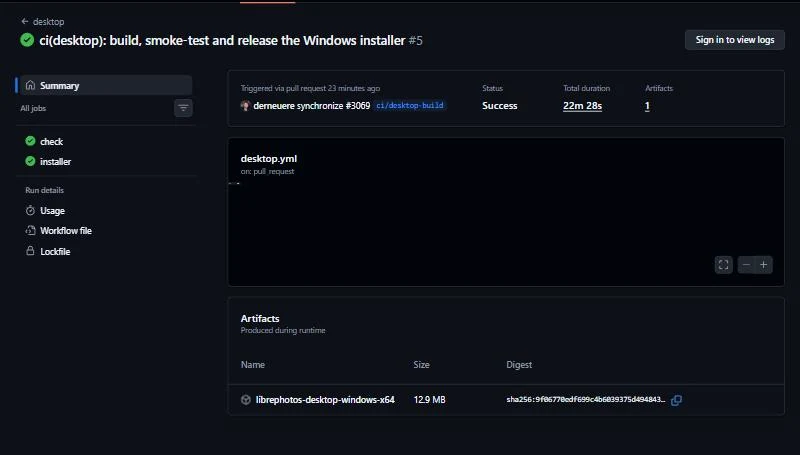 desktop
ci(desktop): build, smoke-test and release the Windows installer #5
Sign in to view logs
Summary
All jobs
check
installer
Run details
Usage
Workflow file
Lockfile
Triggered via pull request 23 minutes ago
derneuere synchronize #3069 ci/desktop-build
Status
Success
Total duration
22m 28s
Artifacts
1
desktop.yml
on: pull_request
Artifacts
Produced during runtime
Name Size Digest
librephotos-desktop-windows-x64 12.9 MB sha256:9f06770edf699c4b6039375d494843…